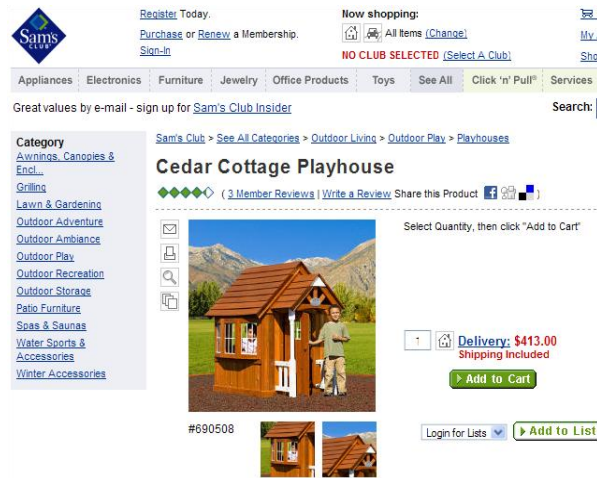 Sam's
CLUB
Register Today.
Purchase or Renew a Membership.
Sign-In
Now shopping:
All Items (Change)
NO CLUB SELECTED (Select A Club)
My
Sho
Appliances Electronics Furniture Jewelry Office Products Toys See All Click 'n' Pull® Services
Great values by e-mail - sign up for Sam's Club Insider
Search:
Category
Awnings, Canopies &
Encl...
Grilling
Lawn & Gardening
Outdoor Adventure
Outdoor Ambiance
Outdoor Play
Outdoor Recreation
Outdoor Storage
Patio Furniture
Spas & Saunas
Water Sports &
Accessories
Winter Accessories
Sam's Club > See All Categories > Outdoor Living > Outdoor Play > Playhouses
Cedar Cottage Playhouse
( 3 Member Reviews | Write a Review Share this Product )
Select Quantity, then click "Add to Cart"
1 Delivery: $413.00
Shipping Included
Add to Cart
#690508
Login for Lists Add to List